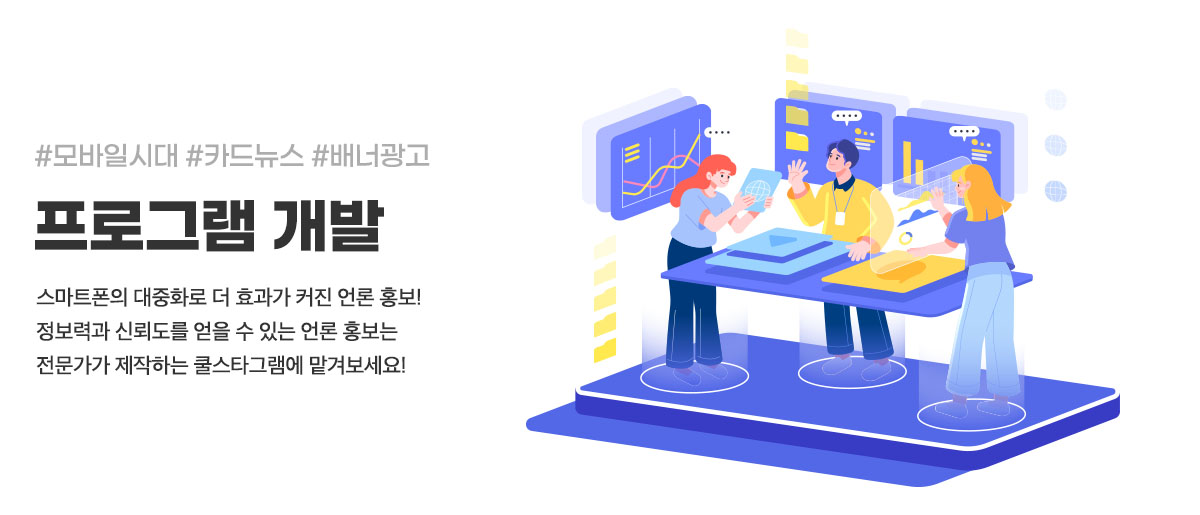 #모바일시대 #카드뉴스 #배너광고
프로그램 개발
스마트폰의 대중화로 더 효과가 커진 언론 홍보!
정보력과 신뢰도를 얻을 수 있는 언론 홍보는
전문가가 제작하는 쿨스타그램에 맡겨보세요!